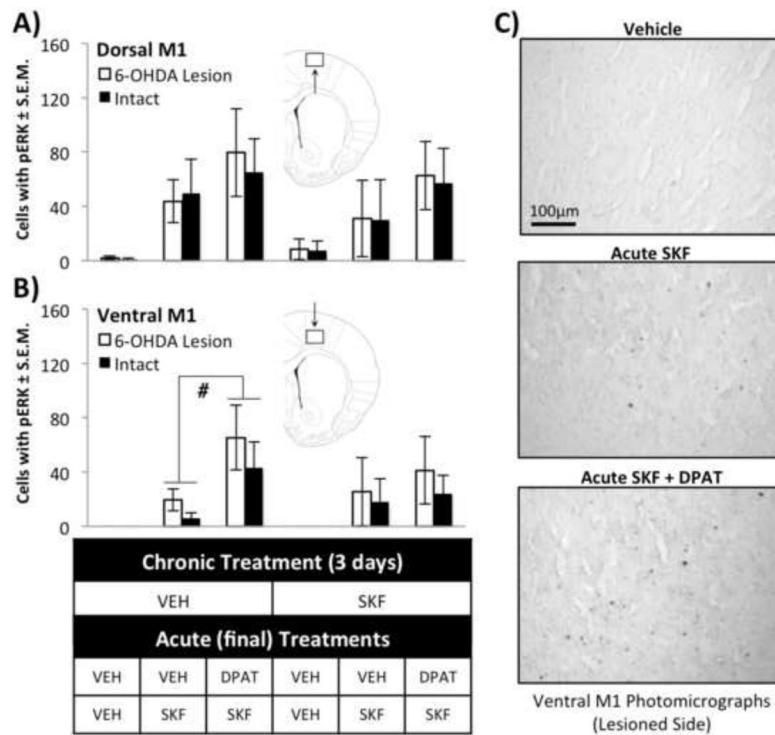 A)
Dorsal M1
6-OHDA Lesion
Intact
Cells with pERK ± S.E.M.
160
120
80
40
0
B)
Ventral M1
6-OHDA Lesion
Intact
#
Cells with pERK ± S.E.M.
160
120
80
40
0
Chronic Treatment (3 days)
VEH SKF
Acute (final) Treatments
VEH VEH DPAT VEH VEH DPAT
VEH SKF SKF VEH SKF SKF
C)
Vehicle
100µm
Acute SKF
Acute SKF + DPAT
Ventral M1 Photomicrographs
(Lesioned Side)